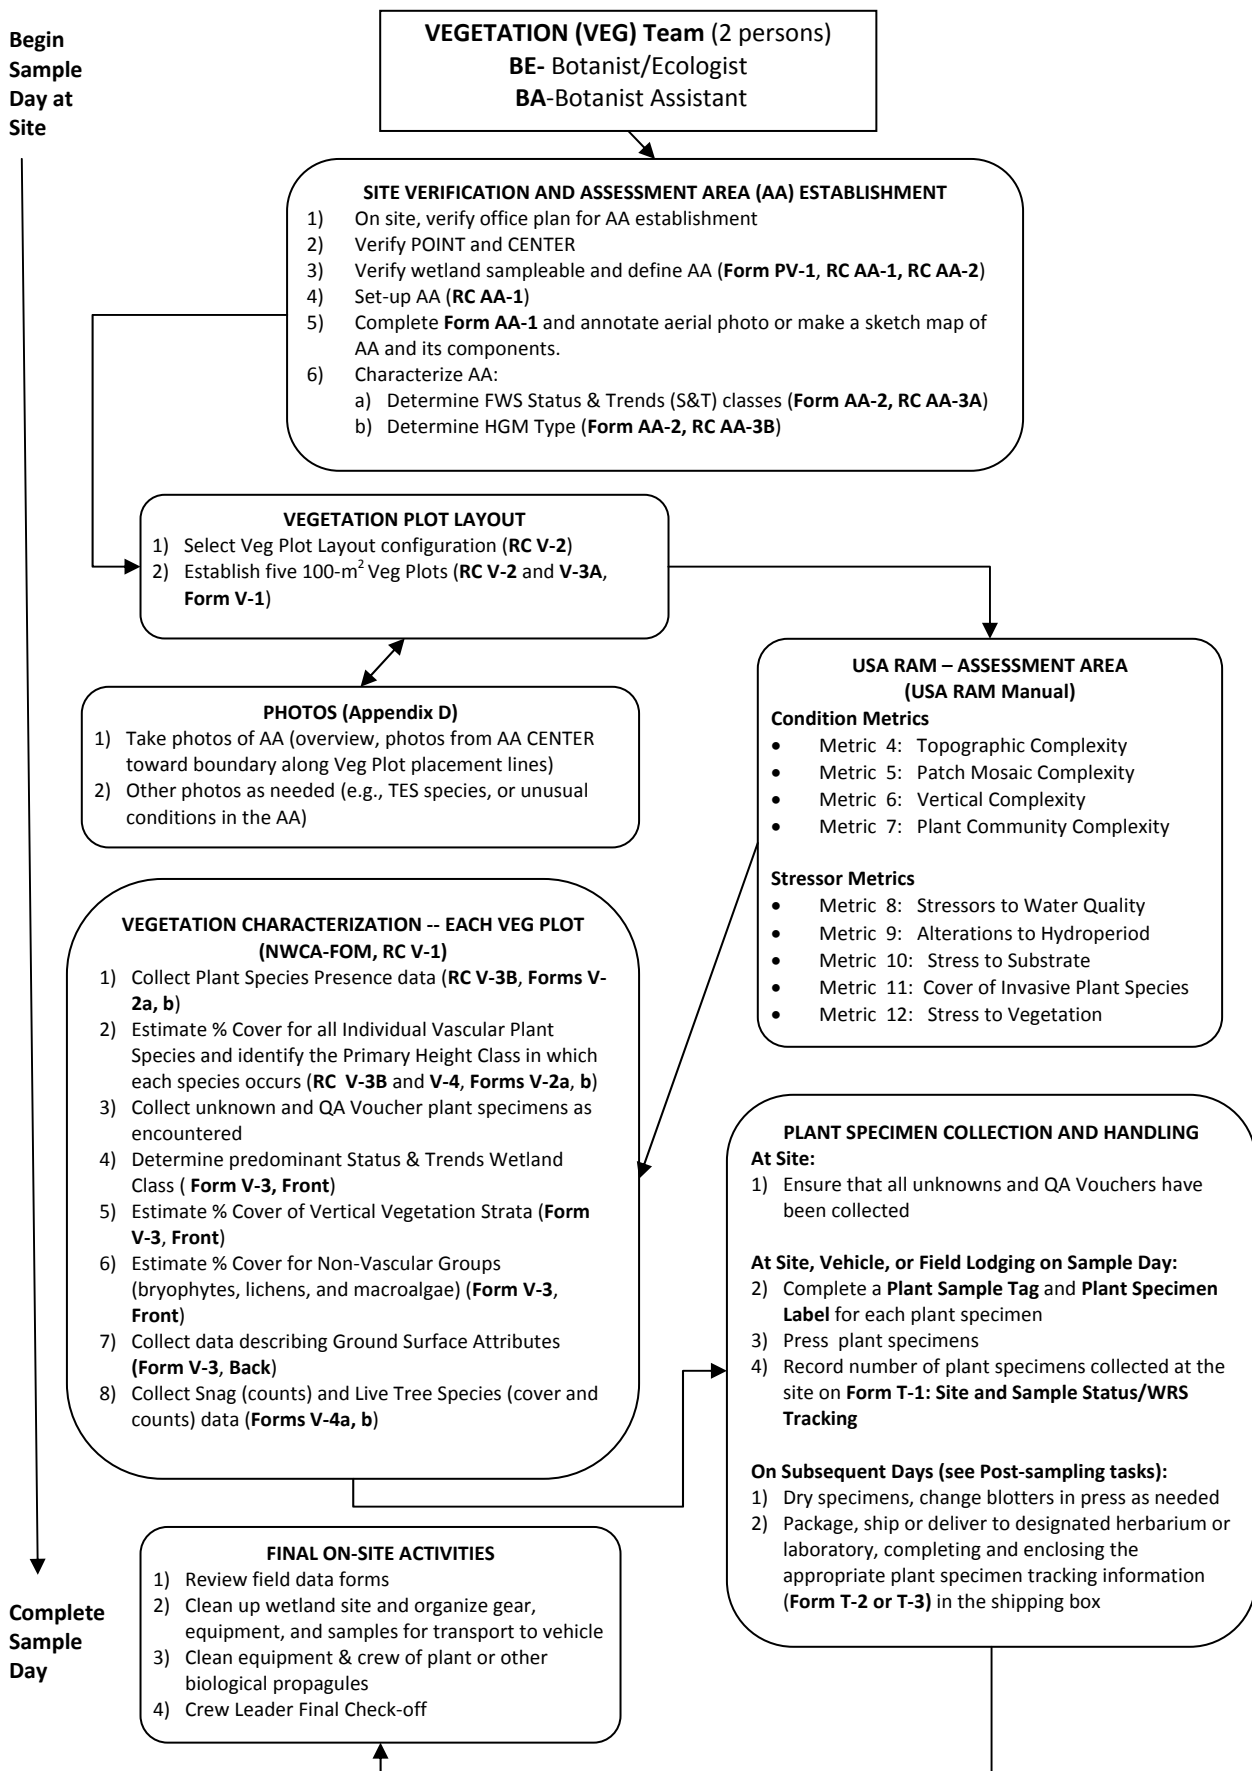 Begin
Sample
Day at
Site
VEGETATION (VEG) Team (2 persons)
BE- Botanist/Ecologist
BA-Botanist Assistant
SITE VERIFICATION AND ASSESSMENT AREA (AA) ESTABLISHMENT
1) On site, verify office plan for AA establishment
2) Verify POINT and CENTER
3) Verify wetland sampleable and define AA (Form PV-1, RC AA-1, RC AA-2)
4) Set-up AA (RC AA-1)
5) Complete Form AA-1 and annotate aerial photo or make a sketch map of
AA and its components.
6) Characterize AA:
a) Determine FWS Status & Trends (S&T) classes (Form AA-2, RC AA-3A)
b) Determine HGM Type (Form AA-2, RC AA-3B)
VEGETATION PLOT LAYOUT
1) Select Veg Plot Layout configuration (RC V-2)
2) Establish five 100-m² Veg Plots (RC V-2 and V-3A,
Form V-1)
PHOTOS (Appendix D)
1) Take photos of AA (overview, photos from AA CENTER
toward boundary along Veg Plot placement lines)
2) Other photos as needed (e.g., TES species, or unusual
conditions in the AA)
USA RAM – ASSESSMENT AREA
(USA RAM Manual)
Condition Metrics
• Metric 4: Topographic Complexity
• Metric 5: Patch Mosaic Complexity
• Metric 6: Vertical Complexity
• Metric 7: Plant Community Complexity
Stressor Metrics
• Metric 8: Stressors to Water Quality
• Metric 9: Alterations to Hydroperiod
• Metric 10: Stress to Substrate
• Metric 11: Cover of Invasive Plant Species
• Metric 12: Stress to Vegetation
VEGETATION CHARACTERIZATION -- EACH VEG PLOT
(NWCA-FOM, RC V-1)
1) Collect Plant Species Presence data (RC V-3B, Forms V-
2a, b)
2) Estimate % Cover for all Individual Vascular Plant
Species and identify the Primary Height Class in which
each species occurs (RC V-3B and V-4, Forms V-2a, b)
3) Collect unknown and QA Voucher plant specimens as
encountered
4) Determine predominant Status & Trends Wetland
Class ( Form V-3, Front)
5) Estimate % Cover of Vertical Vegetation Strata (Form
V-3, Front)
6) Estimate % Cover for Non-Vascular Groups
(bryophytes, lichens, and macroalgae) (Form V-3,
Front)
7) Collect data describing Ground Surface Attributes
(Form V-3, Back)
8) Collect Snag (counts) and Live Tree Species (cover and
counts) data (Forms V-4a, b)
PLANT SPECIMEN COLLECTION AND HANDLING
At Site:
1) Ensure that all unknowns and QA Vouchers have
been collected
At Site, Vehicle, or Field Lodging on Sample Day:
2) Complete a Plant Sample Tag and Plant Specimen
Label for each plant specimen
3) Press plant specimens
4) Record number of plant specimens collected at the
site on Form T-1: Site and Sample Status/WRS
Tracking
On Subsequent Days (see Post-sampling tasks):
1) Dry specimens, change blotters in press as needed
2) Package, ship or deliver to designated herbarium or
laboratory, completing and enclosing the
appropriate plant specimen tracking information
(Form T-2 or T-3) in the shipping box
FINAL ON-SITE ACTIVITIES
1) Review field data forms
2) Clean up wetland site and organize gear,
equipment, and samples for transport to vehicle
3) Clean equipment & crew of plant or other
biological propagules
4) Crew Leader Final Check-off
Complete
Sample
Day